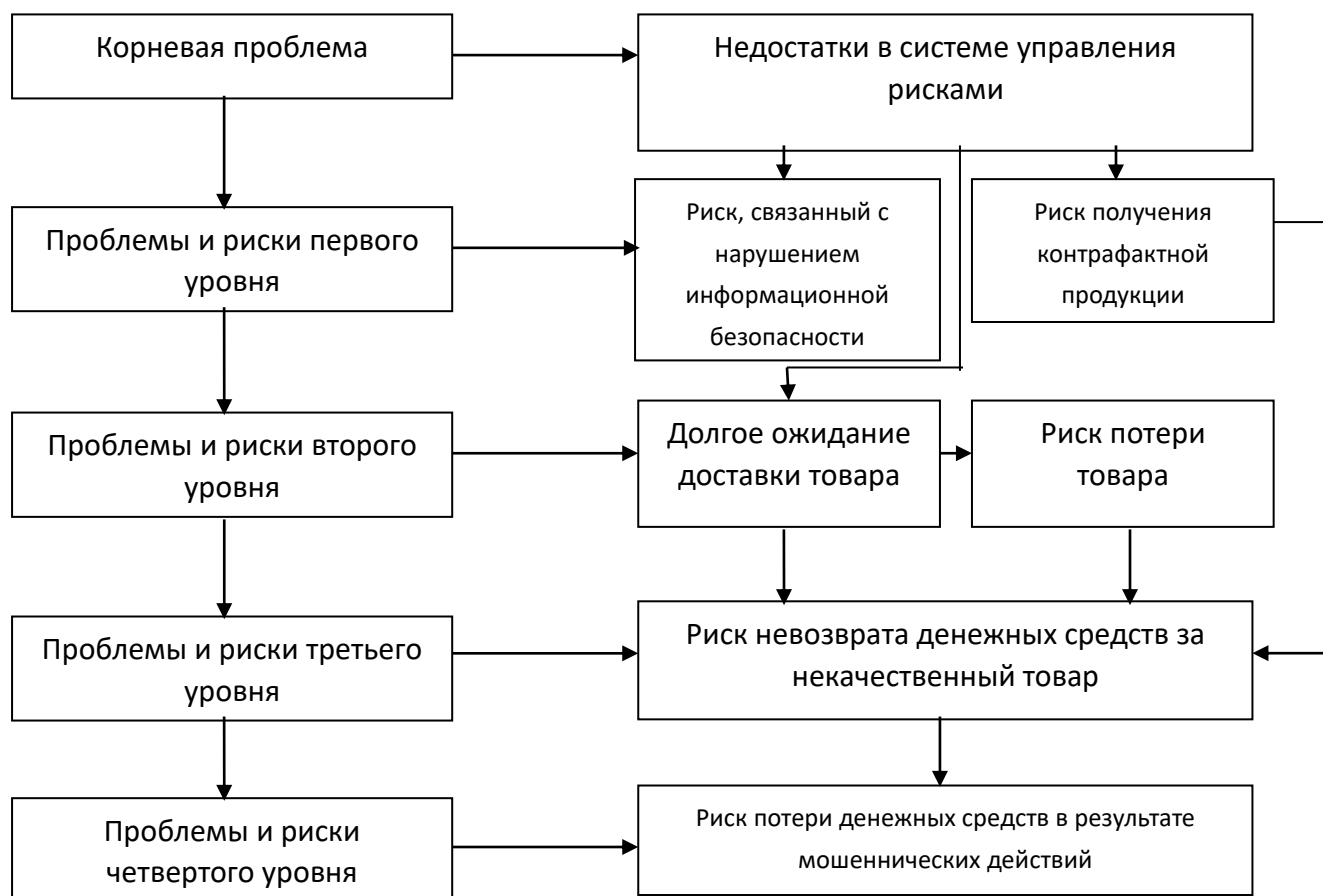 Корневая проблема
Недостатки в системе управления
рисками
Проблемы и риски первого
уровня
Риск, связанный с
нарушением
информационной
безопасности
Риск получения
контрафактной
продукции
Проблемы и риски второго
уровня
Долгое ожидание
доставки товара
Риск потери
товара
Проблемы и риски третьего
уровня
Риск невозврата денежных средств за
некачественный товар
Проблемы и риски
четвертого уровня
Риск потери денежных средств в результате
мошеннических действий